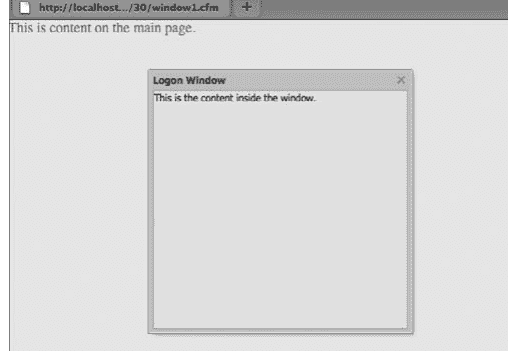 http://localhost.../30/window1.cfm
This is content on the main page.
Logon Window
This is the content inside the window.